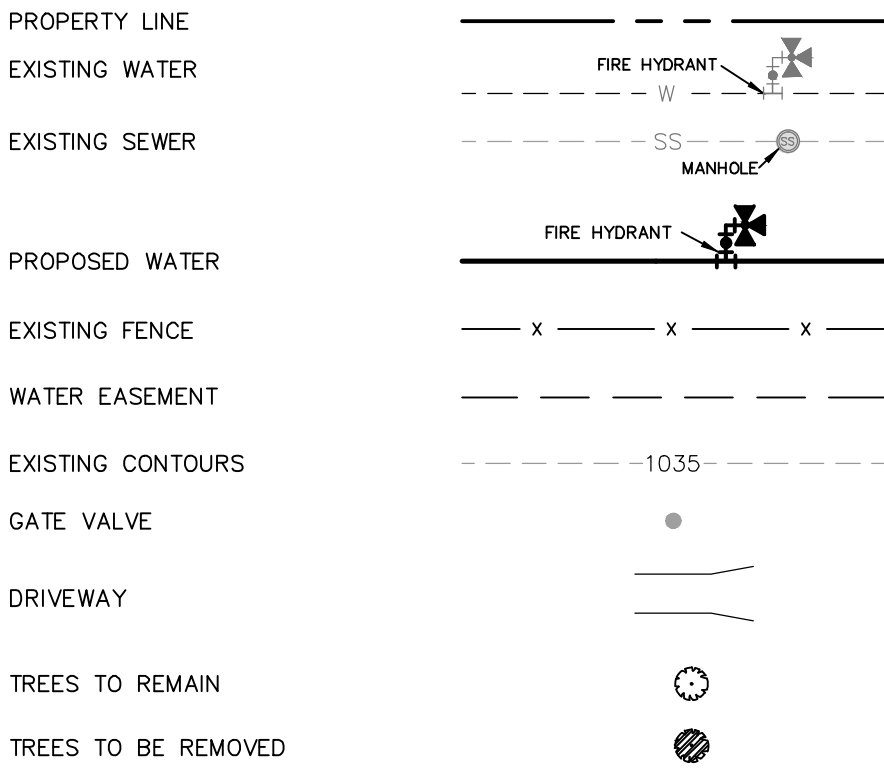 PROPERTY LINE
EXISTING WATER
FIRE HYDRANT
W
EXISTING SEWER
SS
SS
MANHOLE
PROPOSED WATER
FIRE HYDRANT
EXISTING FENCE
X X X
WATER EASEMENT
EXISTING CONTOURS
1035
GATE VALVE
DRIVEWAY
TREES TO REMAIN
TREES TO BE REMOVED